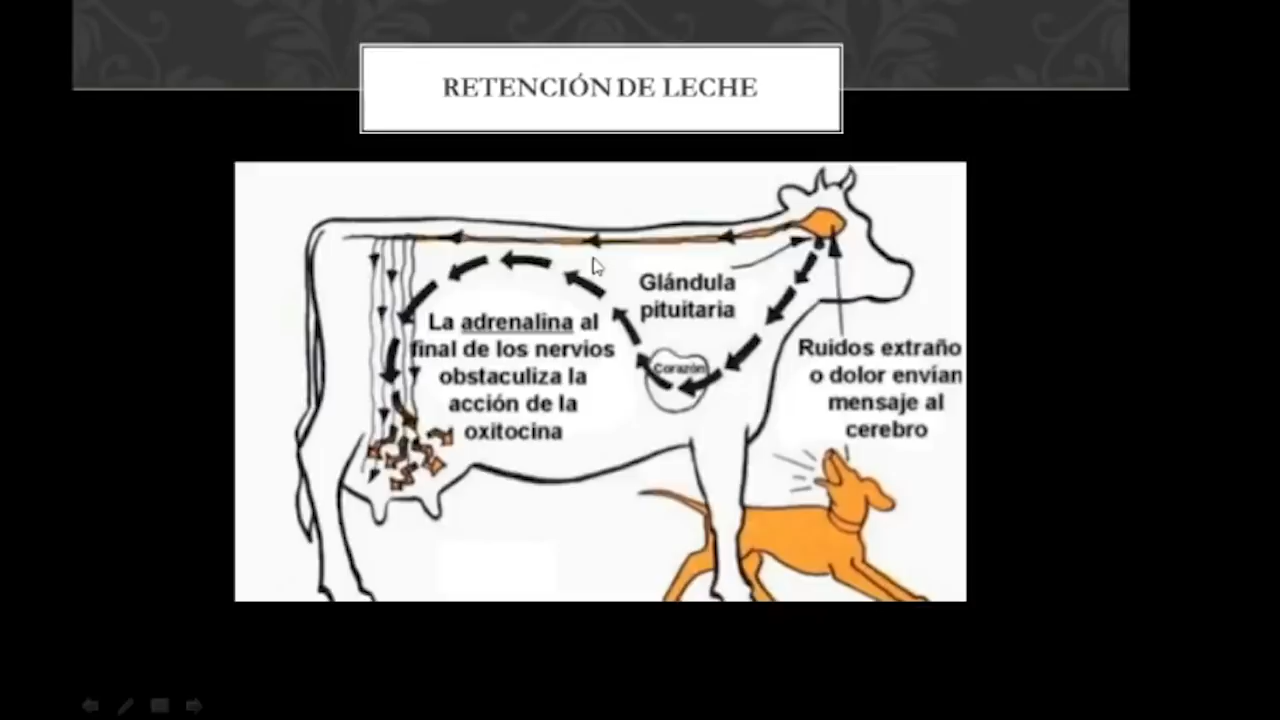 RETENCIÓN DE LECHE
Glándula
pituitaria
La adrenalina al
final de los nervios
obstaculiza la
acción de la
oxitocina
Corazón
Ruidos extraño
o dolor envían
mensaje al
cerebro